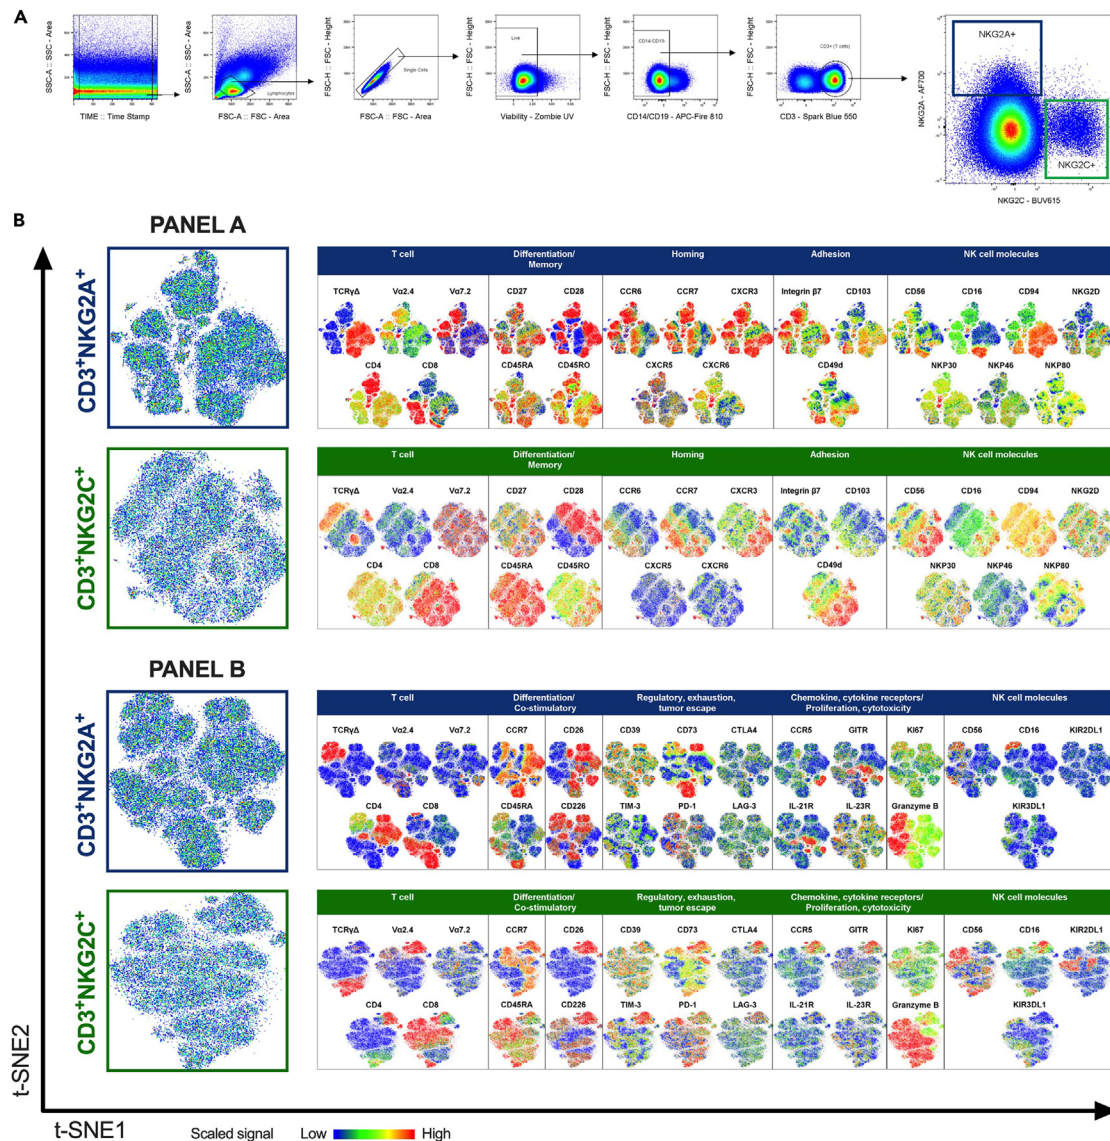 A
SSC-A :: SSC - Area
TIME :: Time Stamp
SSC-A :: SSC - Area
Lymphocytes
FSC-A :: FSC - Area
FSC-H :: FSC - Height
Single Cells
FSC-A :: FSC - Area
FSC-H :: FSC - Height
Live
Viability - Zombie UV
FSC-H :: FSC - Height
CD14-CD19-
CD14/CD19 - APC-Fire 810
FSC-H :: FSC - Height
CD3+ (T cells)
CD3 - Spark Blue 550
NKG2A - AF700
NKG2A+
NKG2C+
NKG2C - BUV615
B
PANEL A
CD3+NKG2A+
T cell Differentiation/ Homing Adhesion NK cell molecules
Memory
TCRγΔ Vα2.4 Vα7.2 CD27 CD28 CCR6 CCR7 CXCR3 Integrin β7 CD103 CD56 CD16 CD94 NKG2D
CD4 CD8 CD45RA CD45RO CXCR5 CXCR6 CD49d NKP30 NKP46 NKP80
CD3+NKG2C+
T cell Differentiation/ Homing Adhesion NK cell molecules
Memory
TCRγΔ Vα2.4 Vα7.2 CD27 CD28 CCR6 CCR7 CXCR3 Integrin β7 CD103 CD56 CD16 CD94 NKG2D
CD4 CD8 CD45RA CD45RO CXCR5 CXCR6 CD49d NKP30 NKP46 NKP80
PANEL B
CD3+NKG2A+
T cell Differentiation/ Regulatory, exhaustion, Chemokine, cytokine receptors/ NK cell molecules
Co-stimulatory tumor escape Proliferation, cytotoxicity
TCRγΔ Vα2.4 Vα7.2 CCR7 CD26 CD39 CD73 CTLA4 CCR5 GITR KI67 CD56 CD16 KIR2DL1
CD4 CD8 CD45RA CD226 TIM-3 PD-1 LAG-3 IL-21R IL-23R Granzyme B KIR3DL1
CD3+NKG2C+
T cell Differentiation/ Regulatory, exhaustion, Chemokine, cytokine receptors/ NK cell molecules
Co-stimulatory tumor escape Proliferation, cytotoxicity
TCRγΔ Vα2.4 Vα7.2 CCR7 CD26 CD39 CD73 CTLA4 CCR5 GITR KI67 CD56 CD16 KIR2DL1
CD4 CD8 CD45RA CD226 TIM-3 PD-1 LAG-3 IL-21R IL-23R Granzyme B KIR3DL1
t-SNE2
t-SNE1
Scaled signal Low High